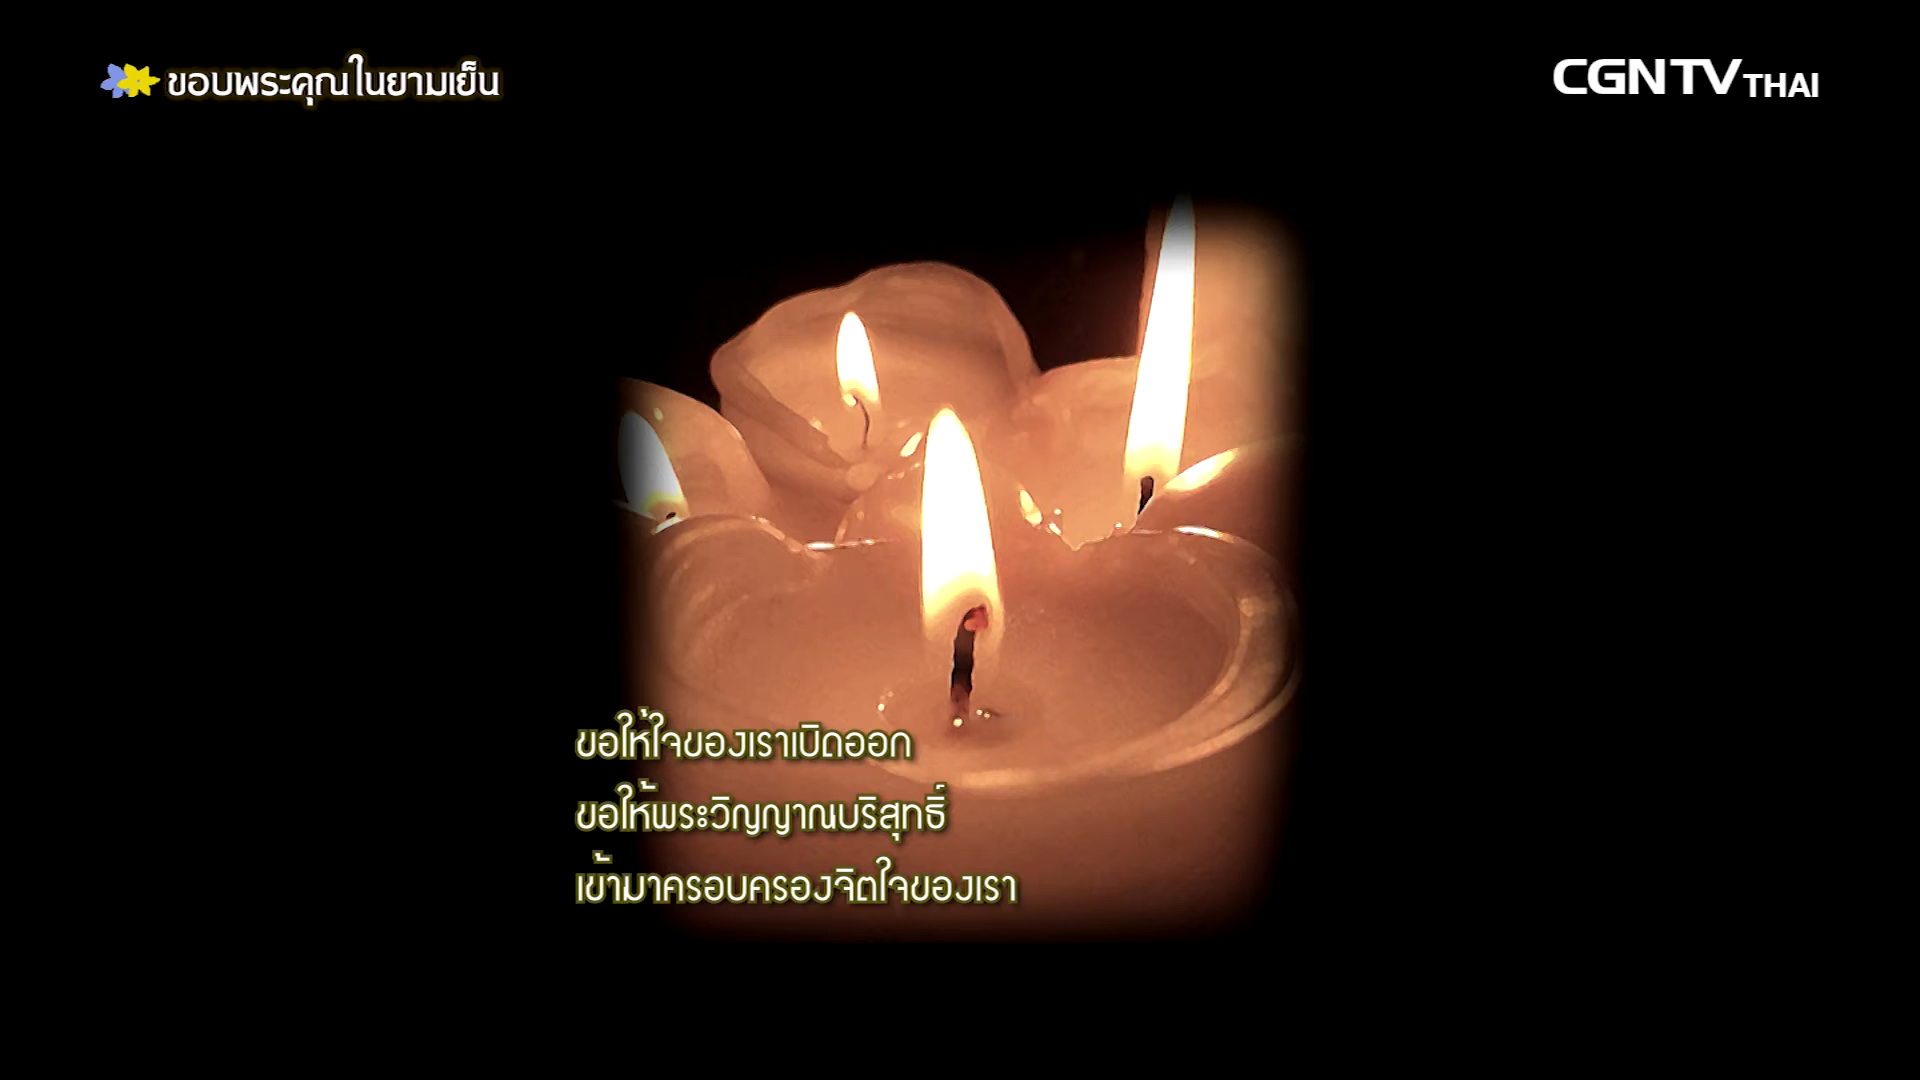 ขอบพระคุณในยามเย็น
CGNTV THAI
ขอให้ใจของเราเปิดออก
ขอให้พระวิญญาณบริสุทธิ์
เข้ามาครอบครองจิตใจของเรา